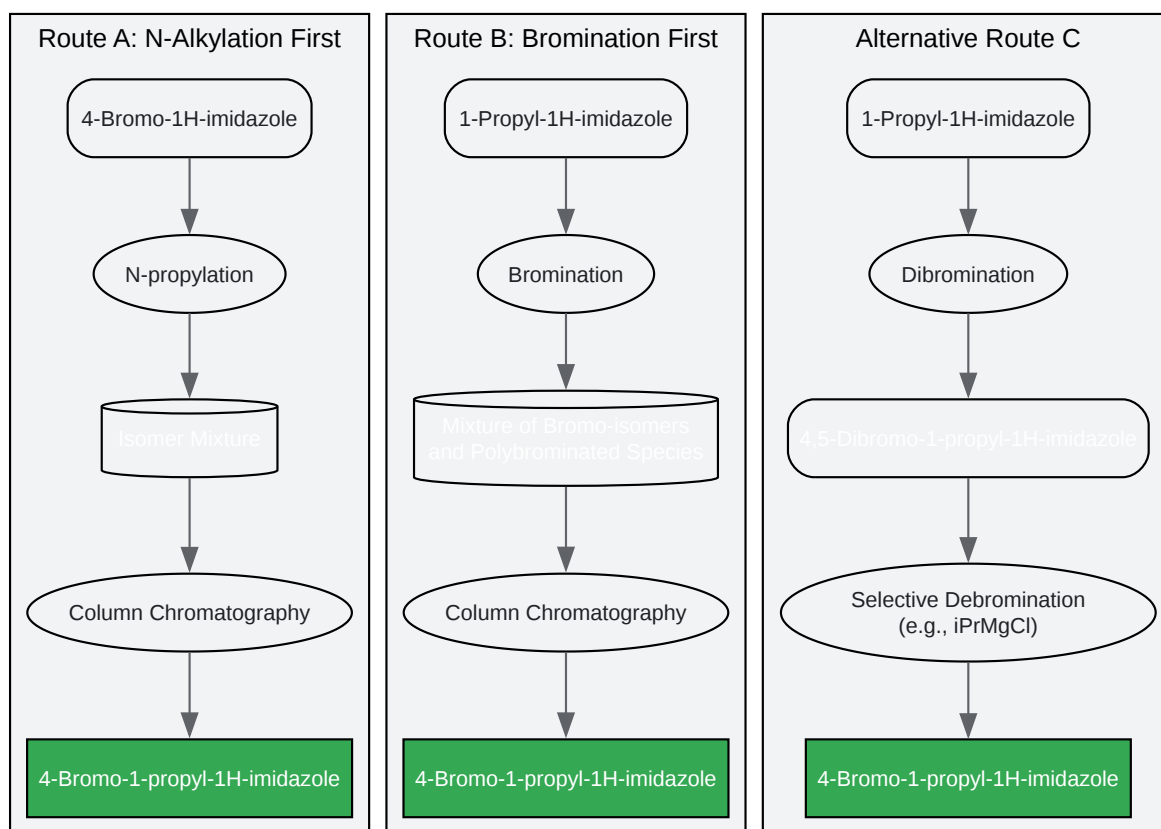 Route A: N-Alkylation First
4-Bromo-1H-imidazole
N-propylation
Isomer Mixture
Column Chromatography
4-Bromo-1-propyl-1H-imidazole
Route B: Bromination First
1-Propyl-1H-imidazole
Bromination
Mixture of Bromo-isomers
and Polybrominated Species
Column Chromatography
4-Bromo-1-propyl-1H-imidazole
Alternative Route C
1-Propyl-1H-imidazole
Dibromination
4,5-Dibromo-1-propyl-1H-imidazole
Selective Debromination
(e.g., iPrMgCl)
4-Bromo-1-propyl-1H-imidazole